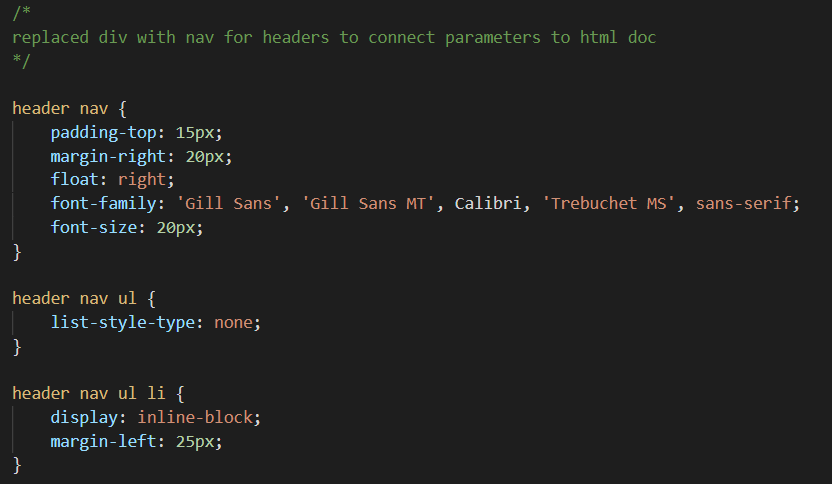 /*
replaced div with nav for headers to connect parameters to html doc
*/
header nav {
padding-top: 15px;
margin-right: 20px;
float: right;
font-family: 'Gill Sans', 'Gill Sans MT', Calibri, 'Trebuchet MS', sans-serif;
font-size: 20px;
}
header nav ul {
list-style-type: none;
}
header nav ul li {
display: inline-block;
margin-left: 25px;
}